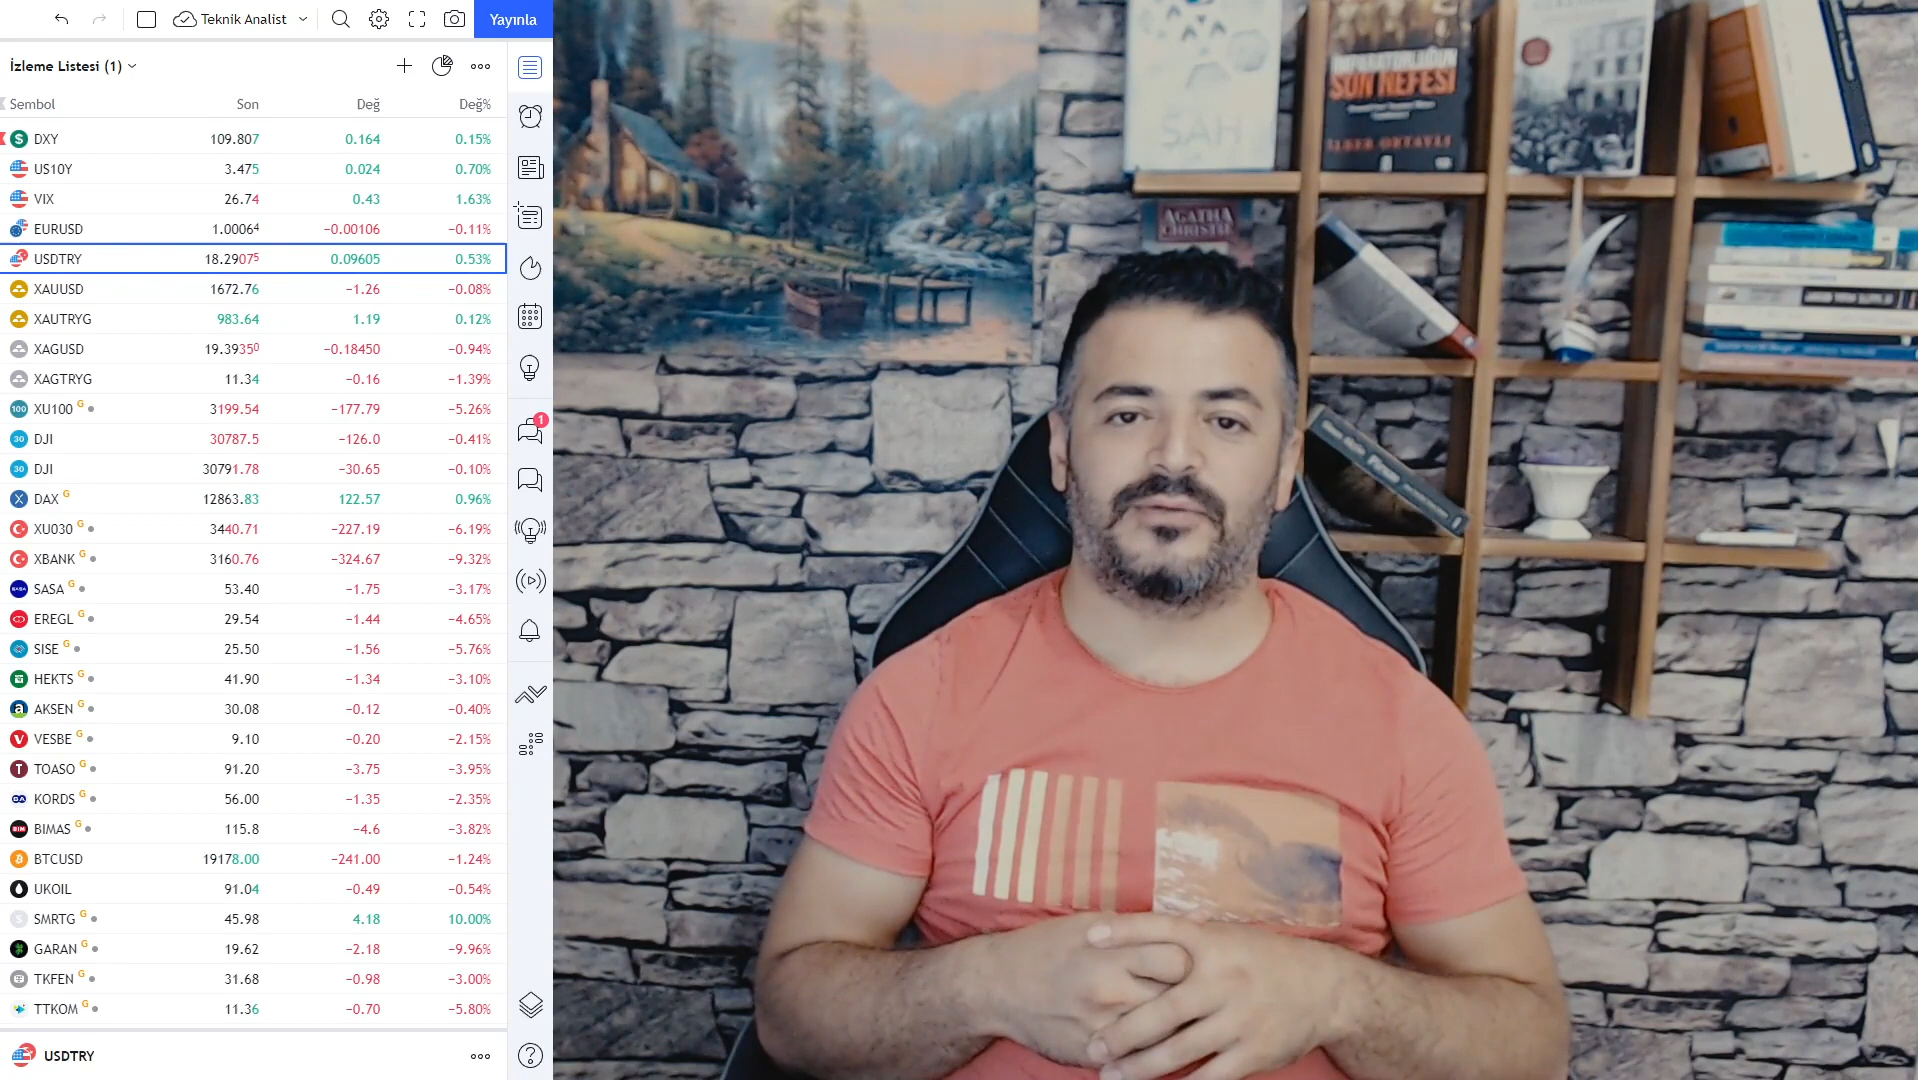 Teknik Analist
Yayınla
İzleme Listesi (1)
Sembol Son Değ Değ%
DXY 109.807 0.164 0.15%
US10Y 3.475 0.024 0.70%
VIX 26.74 0.43 1.63%
EURUSD 1.00064 −0.00106 −0.11%
USDTRY 18.29075 0.09605 0.53%
XAUUSD 1672.76 −1.26 −0.08%
XAUTRYG 983.64 1.19 0.12%
XAGUSD 19.39350 −0.18450 −0.94%
XAGTRYG 11.34 −0.16 −1.39%
100 XU100 G 3199.54 −177.79 −5.26%
30 DJI 30787.5 −126.0 −0.41%
30 DJI 30791.78 −30.65 −0.10%
DAX G 12863.83 122.57 0.96%
XU030 G 3440.71 −227.19 −6.19%
XBANK G 3160.76 −324.67 −9.32%
SASA G 53.40 −1.75 −3.17%
EREGL G 29.54 −1.44 −4.65%
SISE G 25.50 −1.56 −5.76%
HEKTS G 41.90 −1.34 −3.10%
AKSEN G 30.08 −0.12 −0.40%
VESBE G 9.10 −0.20 −2.15%
TOASO G 91.20 −3.75 −3.95%
KORDS G 56.00 −1.35 −2.35%
BIMAS G 115.8 −4.6 −3.82%
BTCUSD 19178.00 −241.00 −1.24%
UKOIL 91.04 −0.49 −0.54%
SMRTG G 45.98 4.18 10.00%
GARAN G 19.62 −2.18 −9.96%
TKFEN G 31.68 −0.98 −3.00%
TTKOM G 11.36 −0.70 −5.80%
USDTRY
1
ŞAH
İMPARATORLUĞUN
SON NEFESİ
İLBER ORTAYLI
AGATHA
CHRISTIE